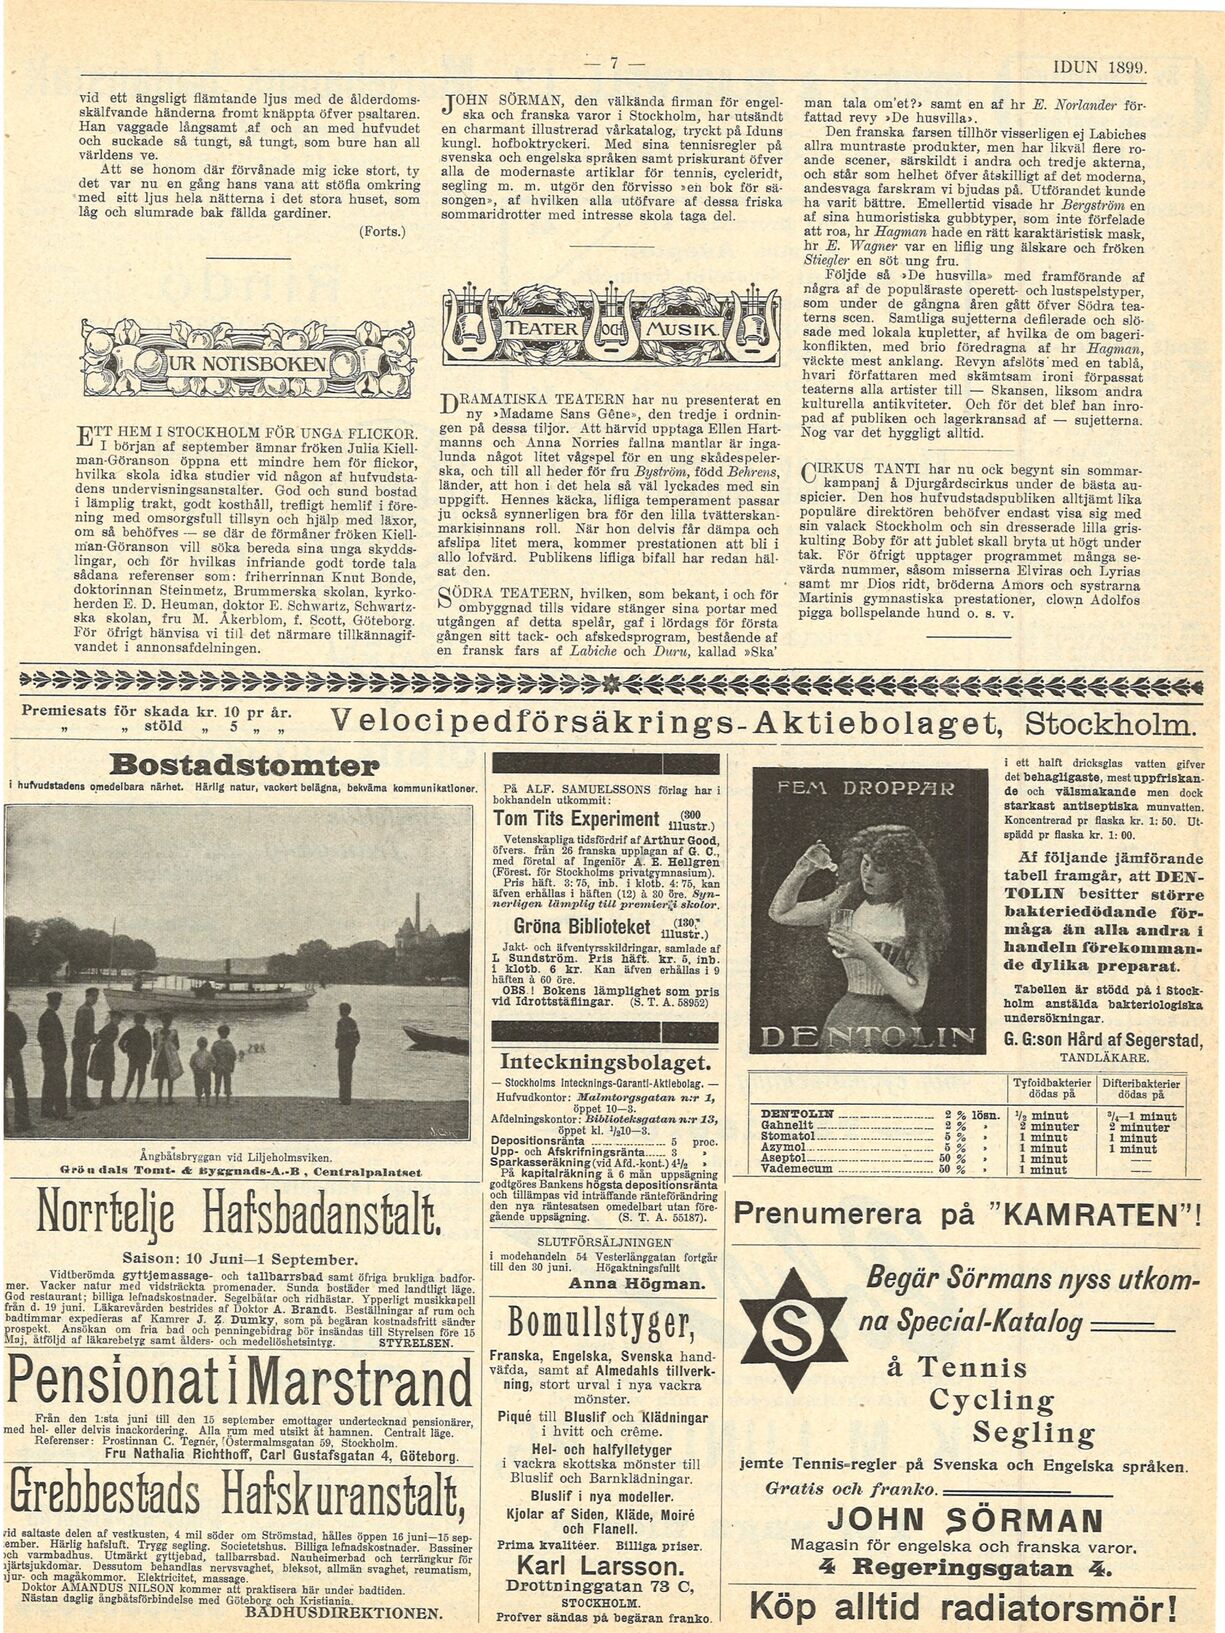 — 7 —
IDUN 1899.
vid ett ängsligt flämtande ljus med de ålderdoms-
skälfvande händerna fromt knäppta öfver psaltaren.
Han vaggade långsamt af och an med hufvudet
och suckade så tungt, så tungt, som bure han all
världens ve.
Att se honom där förvånade mig icke stort, ty
det var nu en gång hans vana att stöfla omkring
med sitt ljus hela nätterna i det stora huset, som
låg och slumrade bak fällda gardiner.
(Forts.)
UR NOTISBOKEN
ETT HEM I STOCKHOLM FÖR UNGA FLICKOR.
I början af september ämnar fröken Julia Kiell-
man-Göranson öppna ett mindre hem för flickor,
hvilka skola idka studier vid någon af hufvudsta-
dens undervisningsanstalter. God och sund bostad
i lämplig trakt, godt kosthåll, trefligt hemlif i före-
ning med omsorgsfull tillsyn och hjälp med läxor,
om så behöfves — se där de förmåner fröken Kiell-
man-Göranson vill söka bereda sina unga skydds-
lingar, och för hvilkas infriande godt torde tala
sådana referenser som: friherrinnan Knut Bonde,
doktorinnan Steinmetz, Brummerska skolan, kyrko-
herden E. D. Heuman, doktor E. Schwartz, Schwartz-
ska skolan, fru M. Åkerblom, f. Scott, Göteborg.
För öfrigt hänvisa vi till det närmare tillkännagif-
vandet i annonsafdelningen.
JOHN SÖRMAN, den välkända firman för engel-
ska och franska varor i Stockholm, har utsändt
en charmant illustrerad vårkatalog, tryckt på Iduns
kungl. hofboktryckeri. Med sina tennisregler på
svenska och engelska språken samt priskurant öfver
alla de modernaste artiklar för tennis, cycleridt,
segling m. m. utgör den förvisso »en bok för sä-
songen», af hvilken alla utöfvare af dessa friska
sommaridrotter med intresse skola taga del.
TEATER OCH MUSIK.
DRAMATISKA TEATERN har nu presenterat en
ny »Madame Sans Gêne», den tredje i ordnin-
gen på dessa tiljor. Att härvid upptaga Ellen Hart-
manns och Anna Norries fallna mantlar är inga-
lunda något litet vågspel för en ung skådespeler-
ska, och till all heder för fru Byström, född Behrens,
länder, att hon i det hela så väl lyckades med sin
uppgift. Hennes käcka, lifliga temperament passar
ju också synnerligen bra för den lilla tvätterskan-
markisinnans roll. När hon delvis får dämpa och
afslipa litet mera, kommer prestationen att bli i
allo lofvärd. Publikens lifliga bifall har redan häl-
sat den.
SÖDRA TEATERN, hvilken, som bekant, i och för
ombyggnad tills vidare stänger sina portar med
utgången af detta spelår, gaf i lördags för första
gången sitt tack- och afskedsprogram, bestående af
en fransk fars af Labiche och Duru, kallad »Ska'
man tala om'et?» samt en af hr E. Norlander för-
fattad revy »De husvilla».
Den franska farsen tillhör visserligen ej Labiches
allra muntraste produkter, men har likväl flere ro-
ande scener, särskildt i andra och tredje akterna,
och står som helhet öfver åtskilligt af det moderna,
andesvaga farskram vi bjudas på. Utförandet kunde
ha varit bättre. Emellertid visade hr Bergström en
af sina humoristiska gubbtyper, som inte förfelade
att roa, hr Hagman hade en rätt karaktäristisk mask,
hr E. Wagner var en liflig ung älskare och fröken
Stiegler en söt ung fru.
Följde så »De husvilla» med framförande af
några af de populäraste operett- och lustspelstyper,
som under de gångna åren gått öfver Södra tea-
terns scen. Samtliga sujetterna defilerade och slö-
sade med lokala kupletter, af hvilka de om bageri-
konflikten, med brio föredragna af hr Hagman,
väckte mest anklang. Revyn afslöts med en tablå,
hvari författaren med skämtsam ironi förpassat
teaterns alla artister till — Skansen, liksom andra
kulturella antikviteter. Och för det blef han inro-
pad af publiken och lagerkransad af — sujetterna.
Nog var det hyggligt alltid.
CIRKUS TANTI har nu ock begynt sin sommar-
kampanj å Djurgårdscirkus under de bästa au-
spicier. Den hos hufvudstadspubliken alltjämt lika
populäre direktören behöfver endast visa sig med
sin valack Stockholm och sin dresserade lilla gris-
kulting Boby för att jublet skall bryta ut högt under
tak. För öfrigt upptager programmet många se-
värda nummer, såsom misserna Elviras och Lyrias
samt mr Dios ridt, bröderna Amors och systrarna
Martinis gymnastiska prestationer, clown Adolfos
pigga bollspelande hund o. s. v.
Premiesats för skada kr. 10 pr år.
„ „ stöld „ 5 „ „
Velocipedförsäkrings-Aktiebolaget, Stockholm.
Bostadstomter
i hufvudstadens omedelbara närhet. Härlig natur, vackert belägna, bekväma kommunikationer.
Ångbåtsbryggan vid Liljeholmsviken.
Gröndals Tomt- & Byggnads-A.-B, Centralpalatset
Norrtelje Hafsbadanstalt.
Saison: 10 Juni—1 September.
Vidtberömda gyttjemassage- och tallbarrsbad samt öfriga brukliga badfor-
mer. Vacker natur med vidsträckta promenader. Sunda bostäder med landtligt läge.
God restaurant; billiga lefnadskostnader. Segelbåtar och ridhästar. Ypperligt musikkapell
från d. 19 juni. Läkarevården bestrides af Doktor A. Brandt. Beställningar af rum och
badtimmar expedieras af Kamrer J. Z. Dumky, som på begäran kostnadsfritt sänder
prospekt. Ansökan om fria bad och penningebidrag bör insändas till Styrelsen före 15
Maj, åtföljd af läkarebetyg samt ålders- och medellöshetsintyg. STYRELSEN.
Pensionat i Marstrand
Från den 1:sta juni till den 15 september emottager undertecknad pensionärer,
med hel- eller delvis inackordering. Alla rum med utsikt åt hamnen. Centralt läge.
Referenser: Prostinnan C. Tegnér, Östermalmsgatan 59, Stockholm.
Fru Nathalia Richthoff, Carl Gustafsgatan 4, Göteborg.
Grebbestads Hafskuranstalt,
vid saltaste delen af vestkusten, 4 mil söder om Strömstad, hålles öppen 16 juni—15 sep-
tember. Härlig hafsluft. Trygg segling. Societetshus. Billiga lefnadskostnader. Bassiner
och varmbadhus. Utmärkt gyttjebad, tallbarrsbad. Nauheimerbad och terrängkur för
hjärtsjukdomar. Dessutom behandlas nervsvaghet, bleksot, allmän svaghet, reumatism,
njur- och magåkommor. Elektricitet, massage.
Doktor AMANDUS NILSON kommer att praktisera här under badtiden.
Nästan daglig ångbåtsförbindelse med Göteborg och Kristiania.
BADHUSDIREKTIONEN.
På ALF. SAMUELSSONS förlag har i
bokhandeln utkommit:
Tom Tits Experiment (300 illustr.)
Vetenskapliga tidsfördrif af Arthur Good,
öfvers. från 26 franska upplagan af G. C.,
med företal af Ingeniör A. E. Hellgren
(Förest. för Stockholms privatgymnasium).
Pris häft. 3: 75, inb. i klotb. 4: 75, kan
äfven erhållas i häften (12) à 30 öre. Syn-
nerligen lämplig till premier i skolor.
Gröna Biblioteket (130 illustr.)
Jakt- och äfventyrsskildringar, samlade af
L Sundström. Pris häft. kr. 5, inb.
i klotb. 6 kr. Kan äfven erhållas i 9
häften à 60 öre.
OBS.! Bokens lämplighet som pris
vid Idrottstäflingar. (S. T. A. 58952)
Inteckningsbolaget.
— Stockholms Intecknings-Garanti-Aktiebolag. —
Hufvudkontor: Malmtorgsgatan n:r 1,
öppet 10—3.
Afdelningskontor: Biblioteksgatan n:r 13,
öppet kl. ½10—3.
Depositionsränta 5 proc.
Upp- och Afskrifningsränta 3 »
Sparkasseräkning (vid Afd.-kont.) 4½ »
På kapitalräkning à 6 mån uppsägning
godtgöres Bankens högsta depositionsränta
och tillämpas vid inträffande ränteförändring
den nya räntesatsen omedelbart utan före-
gående uppsägning. (S. T. A. 55187).
SLUTFÖRSÄLJNINGEN
i modehandeln 54 Vesterlånggatan fortgår
till den 30 juni. Högaktningsfullt
Anna Högman.
Bomullstyger,
Franska, Engelska, Svenska hand-
väfda, samt af Almedahls tillverk-
ning, stort urval i nya vackra
mönster.
Piqué till Bluslif och Klädningar
i hvitt och crême.
Hel- och halfylletyger
i vackra skottska mönster till
Bluslif och Barnklädningar.
Bluslif i nya modeller.
Kjolar af Siden, Kläde, Moiré
och Flanell.
Prima kvalitéer. Billiga priser.
Karl Larsson.
Drottninggatan 73 C,
STOCKHOLM.
Profver sändas på begäran franko.
FEM DROPPAR
DENTOLIN
i ett halft dricksglas vatten gifver
det behagligaste, mest uppfriskan-
de och välsmakande men dock
starkast antiseptiska munvatten.
Koncentrerad pr flaska kr. 1: 50. Ut-
spädd pr flaska kr. 1: 00.
Af följande jämförande
tabell framgår, att DEN-
TOLIN besitter större
bakteriedödande för-
måga än alla andra i
handeln förekomman-
de dylika preparat.
Tabellen är stödd på i Stock-
holm anstälda bakteriologiska
undersökningar.
G. G:son Hård af Segerstad,
TANDLÄKARE.
Tyfoidbakterier dödas på | Difteribakterier dödas på
DENTOLIN 2 % lösn. ½ minut ¾—1 minut
Gahnelit 2 % » 2 minuter 2 minuter
Stomatol 5 % » 1 minut 1 minut
Azymol 5 % » 1 minut 1 minut
Aseptol 50 % » 1 minut —
Vademecum 50 % » 1 minut —
Prenumerera på "KAMRATEN"!
S
Begär Sörmans nyss utkom-
na Special-Katalog
å Tennis
Cycling
Segling
jemte Tennis-regler på Svenska och Engelska språken.
Gratis och franko.
JOHN SÖRMAN
Magasin för engelska och franska varor.
4 Regeringsgatan 4.
Köp alltid radiatorsmör!